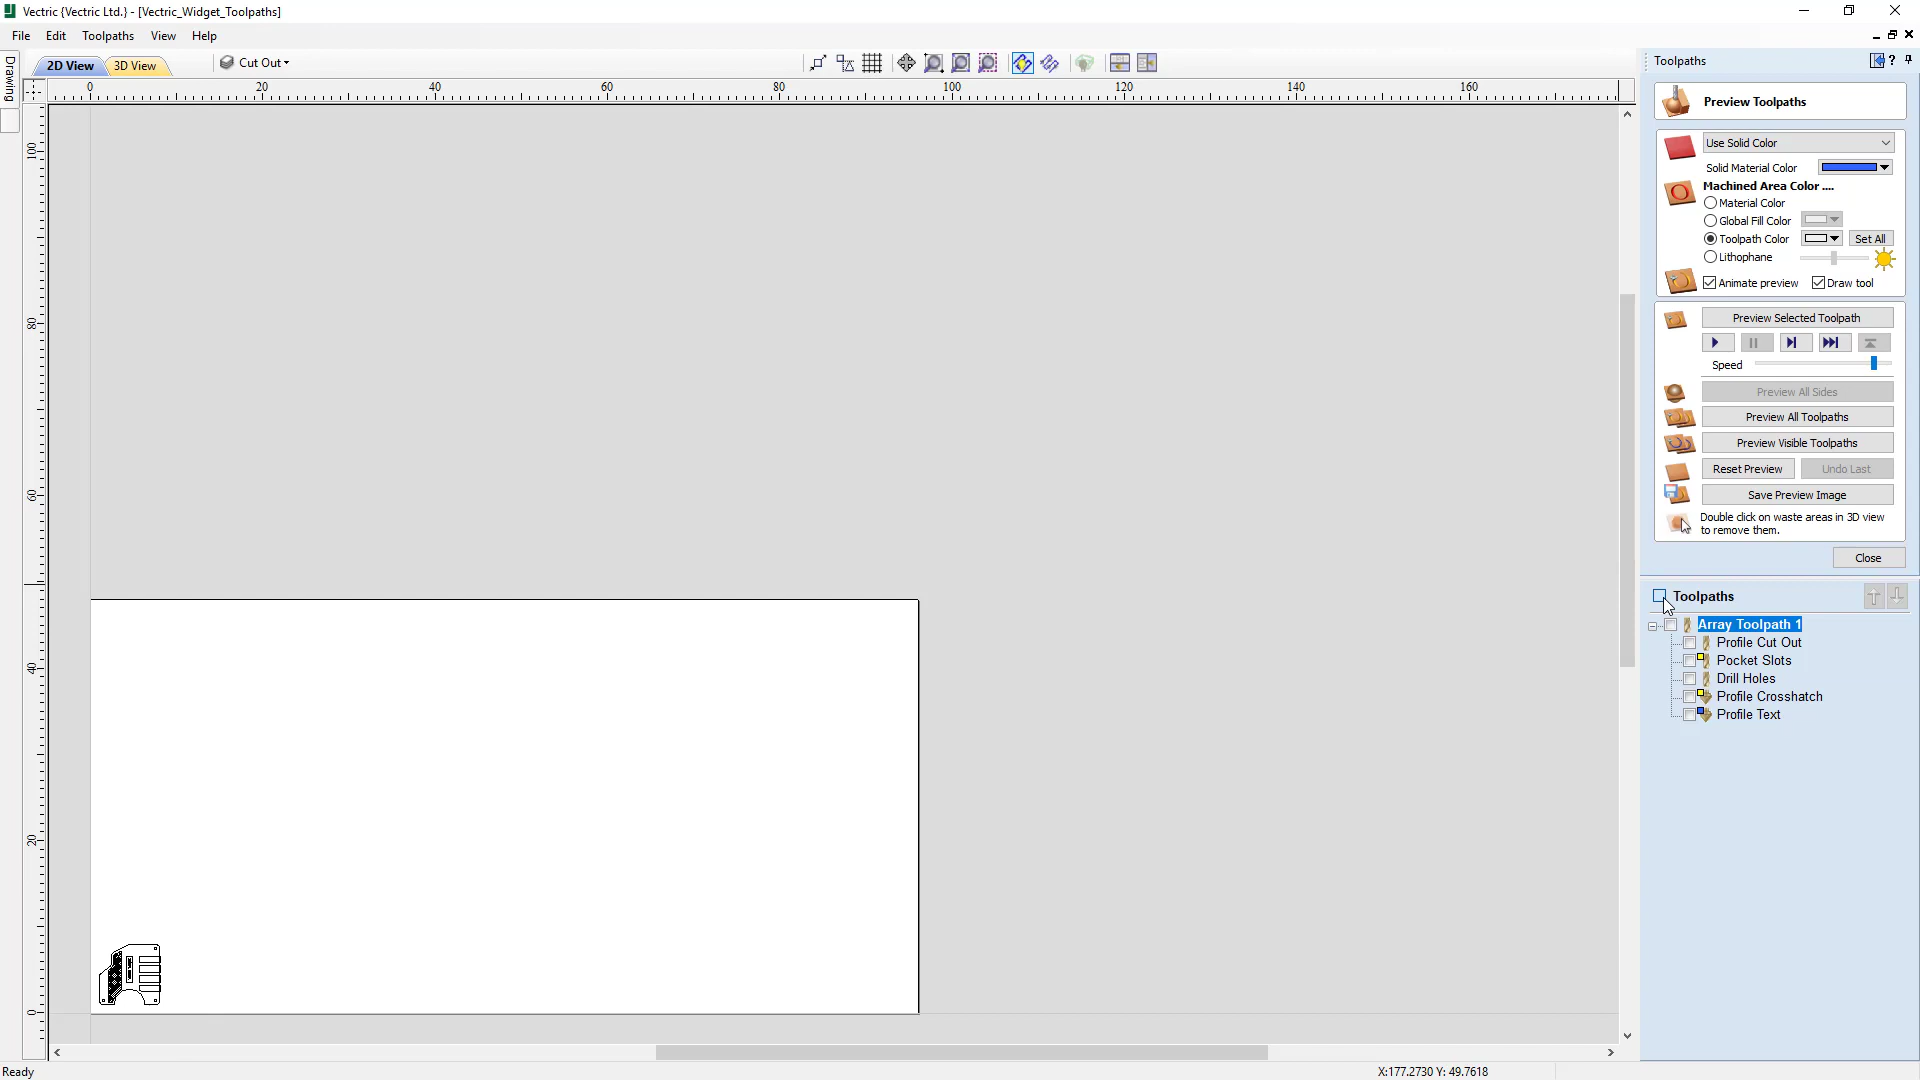 Vectric {Vectric Ltd.} - [Vectric_Widget_Toolpaths]
File Edit Toolpaths View Help
Drawing
2D View 3D View Cut Out
0 20 40 60 80 100 120 140 160
100
80
60
40
20
0
Toolpaths
Preview Toolpaths
Use Solid Color
Solid Material Color
Machined Area Color ....
Material Color
Global Fill Color
Toolpath Color Set All
Lithophane
Animate preview Draw tool
Preview Selected Toolpath
Speed
Preview All Sides
Preview All Toolpaths
Preview Visible Toolpaths
Reset Preview Undo Last
Save Preview Image
Double click on waste areas in 3D view
to remove them.
Close
Toolpaths
Array Toolpath 1
Profile Cut Out
Pocket Slots
Drill Holes
Profile Crosshatch
Profile Text
Ready X:177.2730 Y: 49.7618